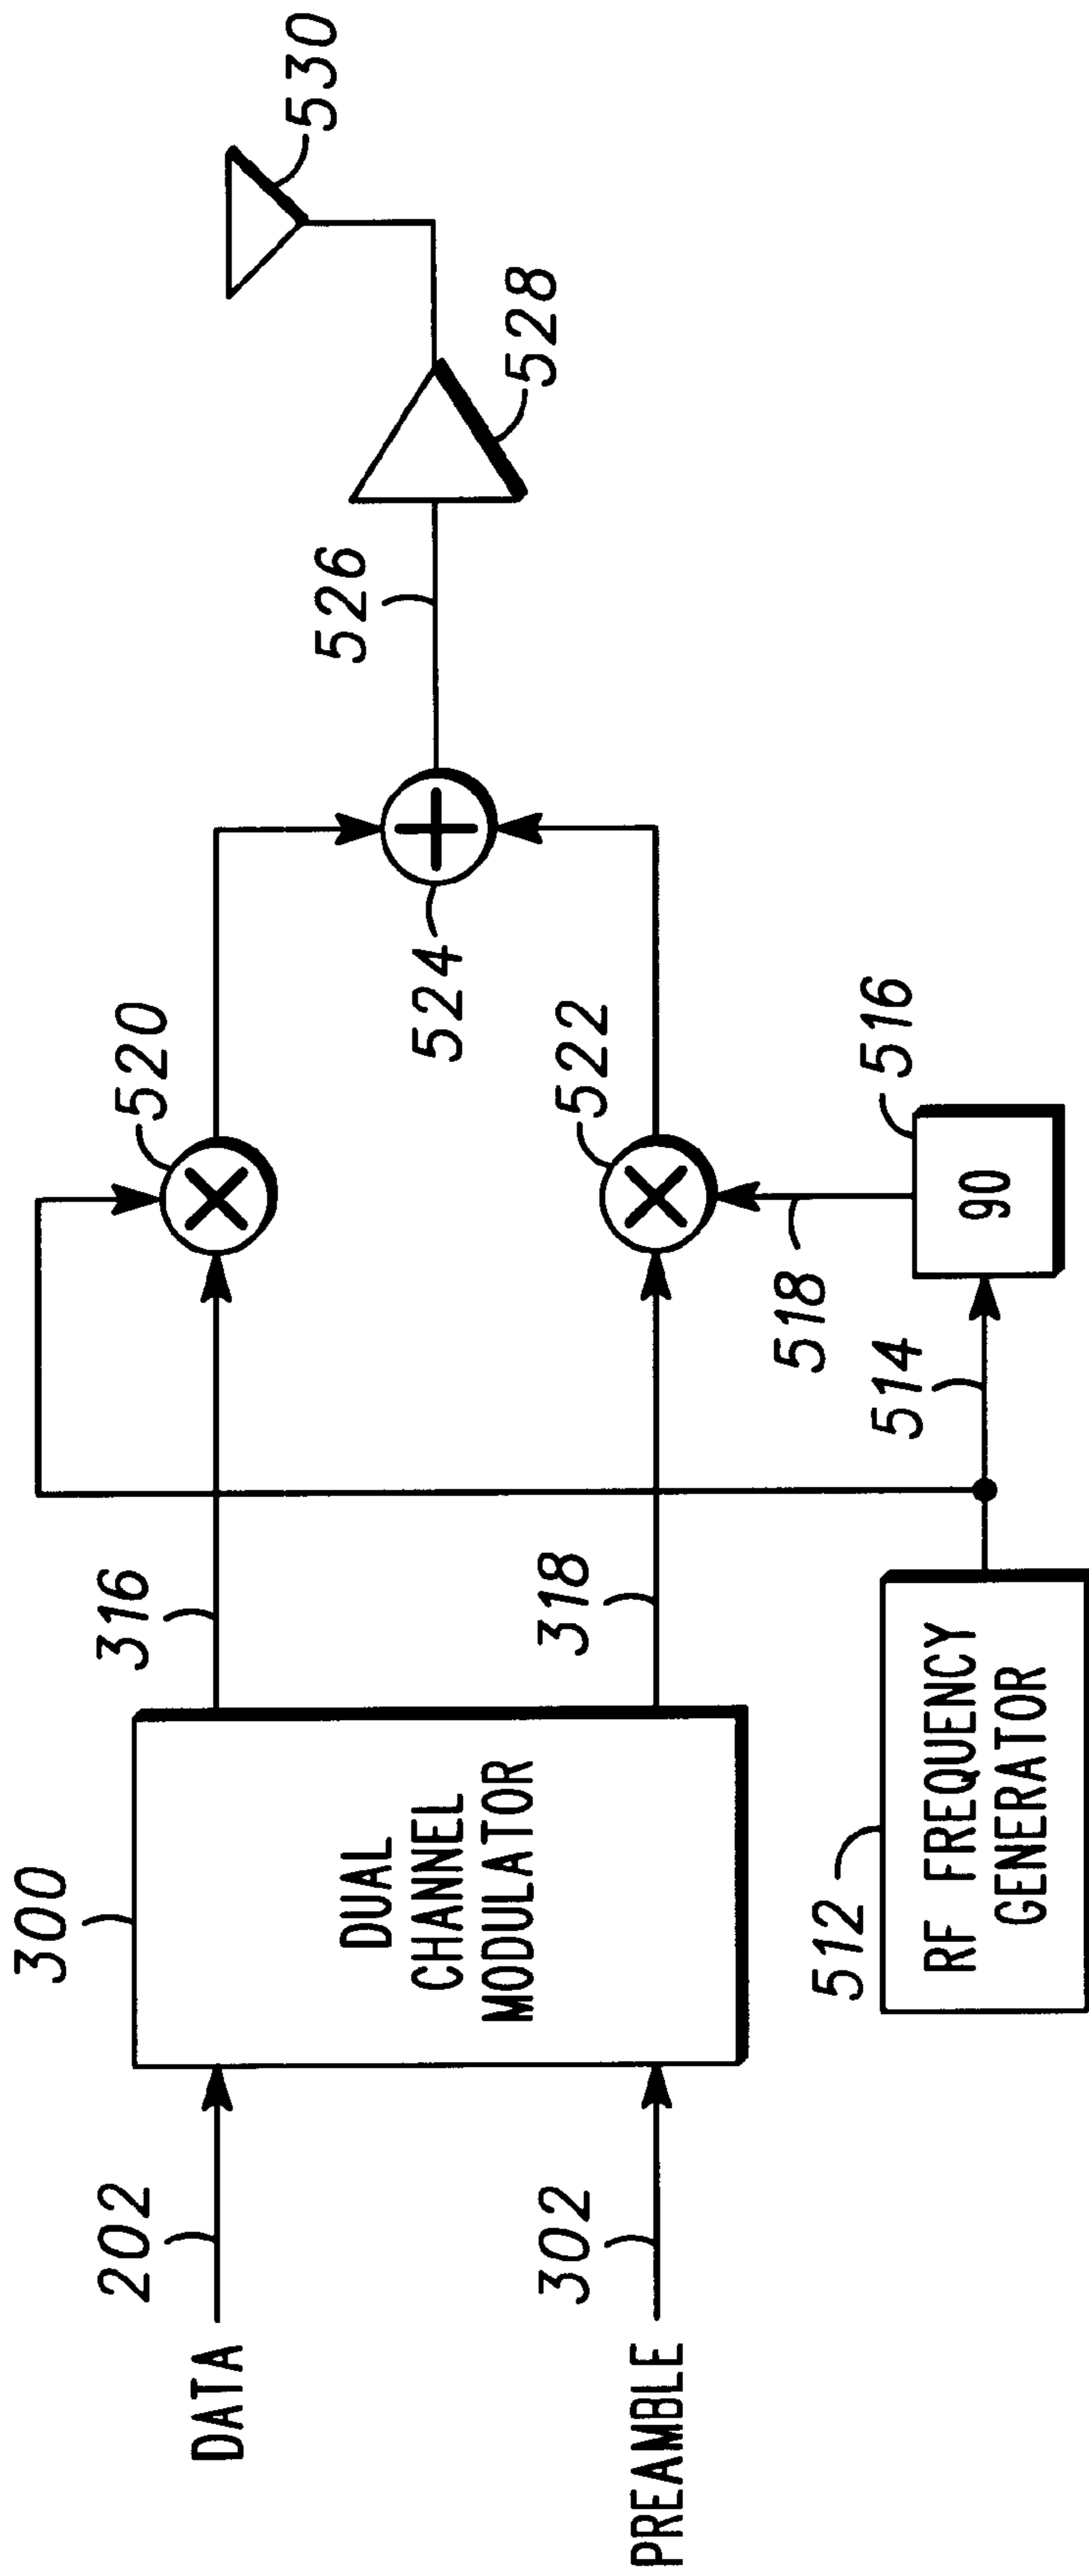 300
202
DATA
316
520
526
530
DUAL
CHANNEL
MODULATOR
524
528
302
PREAMBLE
318
522
518
514
516
90
512
RF FREQUENCY
GENERATOR